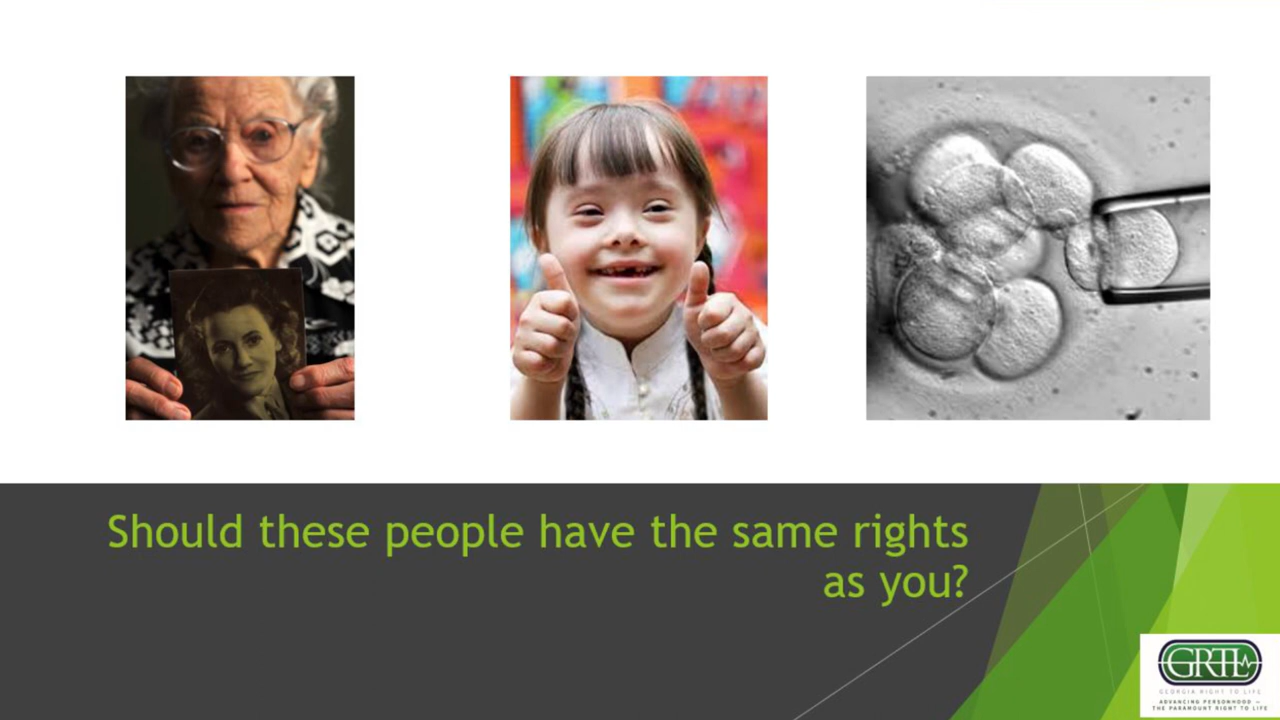 Should these people have the same rights
as you?
GRTL
GEORGIA RIGHT TO LIFE
ADVANCING PERSONHOOD —
THE PARAMOUNT RIGHT TO LIFE